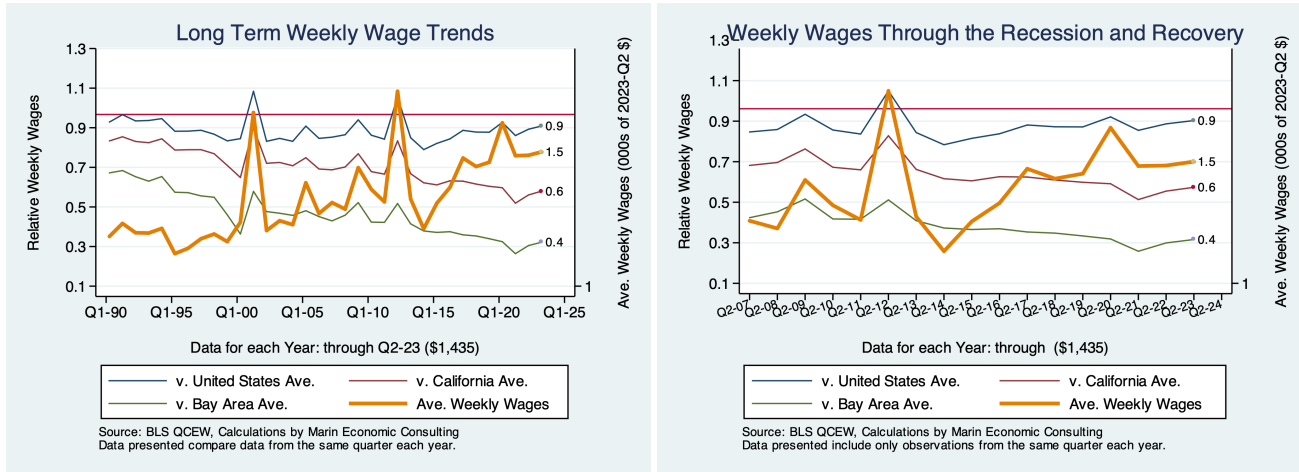 Long Term Weekly Wage Trends
Relative Weekly Wages
1.3
1.1
0.9
0.7
0.5
0.3
0.1
0.9
1.5
0.6
0.4
1
Ave. Weekly Wages (000s of 2023-Q2 $)
Q1-90 Q1-95 Q1-00 Q1-05 Q1-10 Q1-15 Q1-20 Q1-25
Data for each Year: through Q2-23 ($1,435)
v. United States Ave. v. California Ave.
v. Bay Area Ave. Ave. Weekly Wages
Source: BLS QCEW, Calculations by Marin Economic Consulting
Data presented compare data from the same quarter each year.
Weekly Wages Through the Recession and Recovery
Relative Weekly Wages
1.3
1.1
0.9
0.7
0.5
0.3
0.1
0.9
1.5
0.6
0.4
1
Ave. Weekly Wages (000s of 2023-Q2 $)
Q2-07 Q2-08 Q2-09 Q2-10 Q2-11 Q2-12 Q2-13 Q2-14 Q2-15 Q2-16 Q2-17 Q2-18 Q2-19 Q2-20 Q2-21 Q2-22 Q2-23 Q2-24
Data for each Year: through ($1,435)
v. United States Ave. v. California Ave.
v. Bay Area Ave. Ave. Weekly Wages
Source: BLS QCEW, Calculations by Marin Economic Consulting
Data presented include only observations from the same quarter each year.